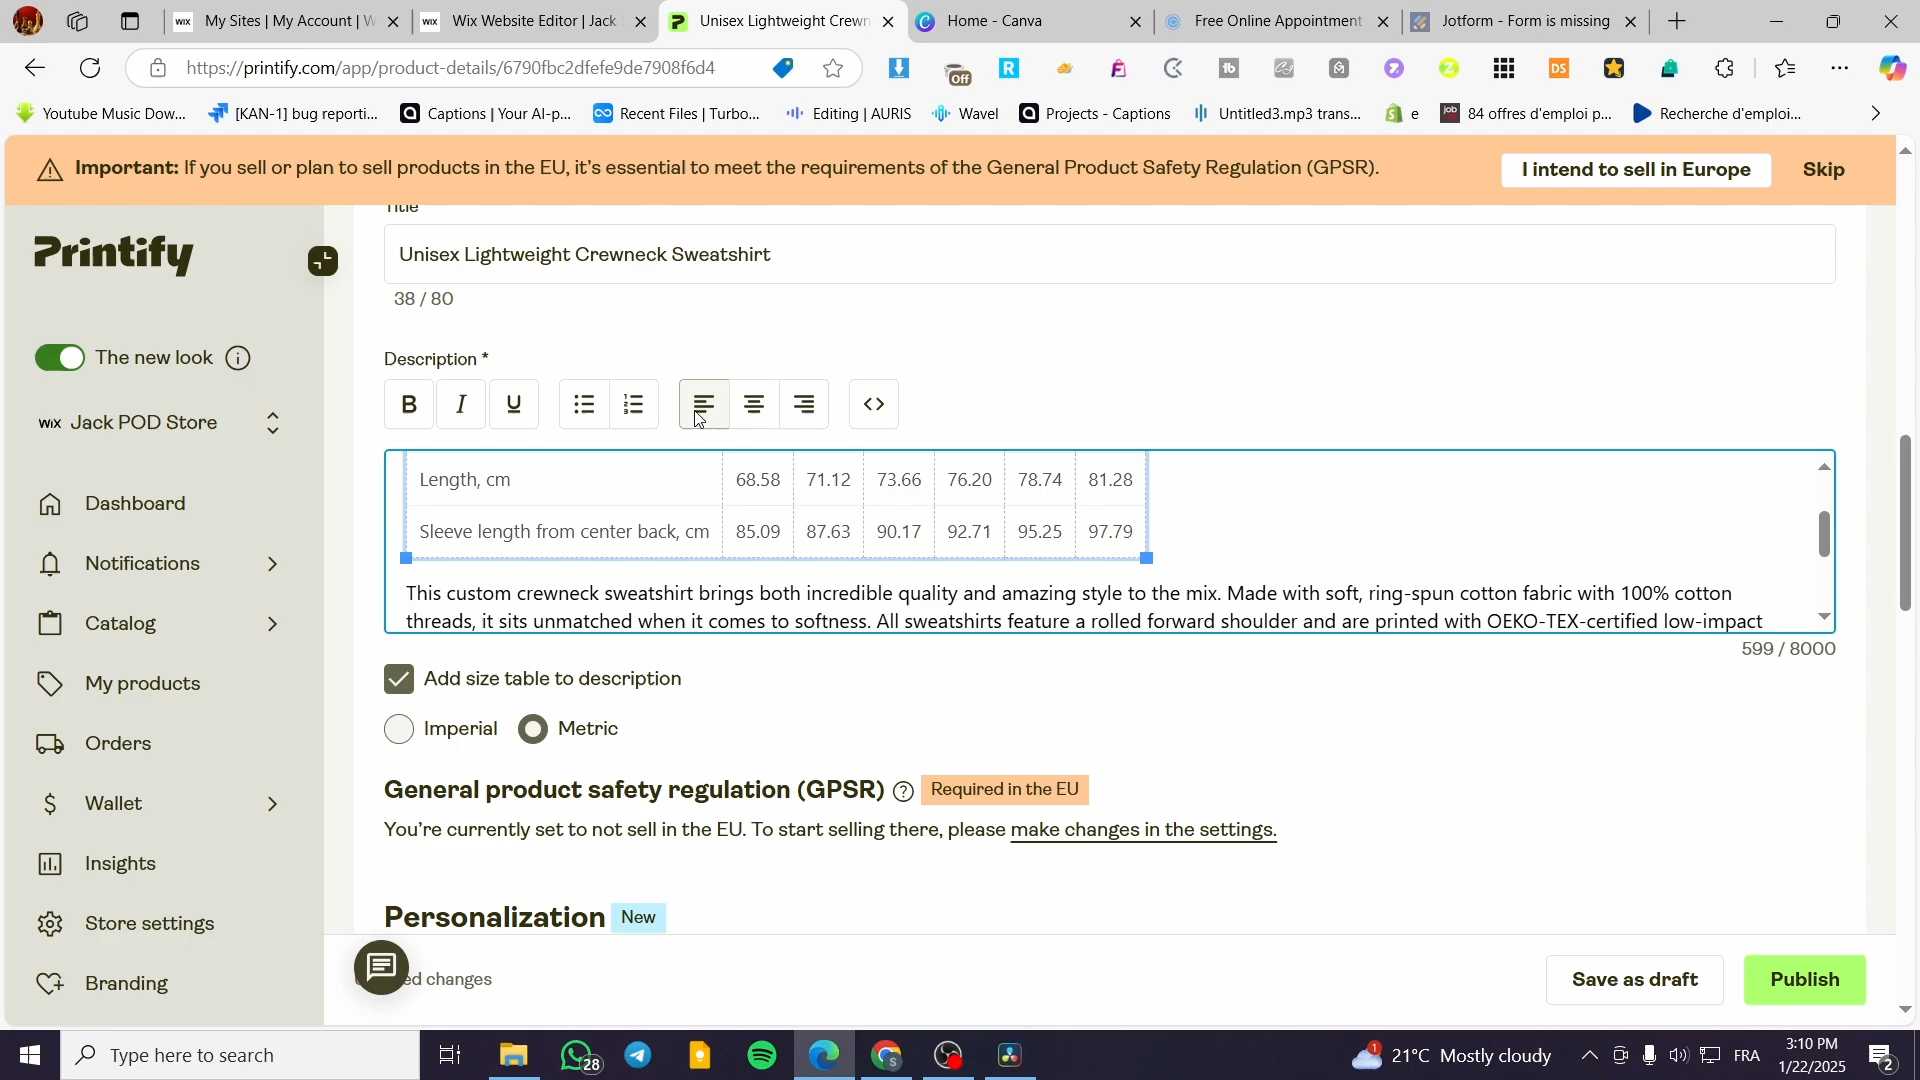 My Sites | My Account | W
Wix Website Editor | Jack
Unisex Lightweight Crewn
Home - Canva
Free Online Appointment
Jotform - Form is missing
https://printify.com/app/product-details/6790fbc2dfefe9de7908f6d4
Off
Youtube Music Dow...
[KAN-1] bug reporti...
Captions | Your AI-p...
Recent Files | Turbo...
Editing | AURIS
Wavel
Projects - Captions
Untitled3.mp3 trans...
e
84 offres d'emploi p...
Recherche d'emploi...
Important: If you sell or plan to sell products in the EU, it's essential to meet the requirements of the General Product Safety Regulation (GPSR).
I intend to sell in Europe
Skip
Printify
The new look
WIX Jack POD Store
Dashboard
Notifications
Catalog
My products
Orders
Wallet
Insights
Store settings
Branding
Title
Unisex Lightweight Crewneck Sweatshirt
38 / 80
Description *
Length, cm 68.58 71.12 73.66 76.20 78.74 81.28
Sleeve length from center back, cm 85.09 87.63 90.17 92.71 95.25 97.79
This custom crewneck sweatshirt brings both incredible quality and amazing style to the mix. Made with soft, ring-spun cotton fabric with 100% cotton
threads, it sits unmatched when it comes to softness. All sweatshirts feature a rolled forward shoulder and are printed with OEKO-TEX-certified low-impact
599 / 8000
Add size table to description
Imperial
Metric
General product safety regulation (GPSR)
Required in the EU
You're currently set to not sell in the EU. To start selling there, please make changes in the settings.
Personalization
New
ed changes
Save as draft
Publish
Type here to search
28
21°C Mostly cloudy
FRA
3:10 PM
1/22/2025
2